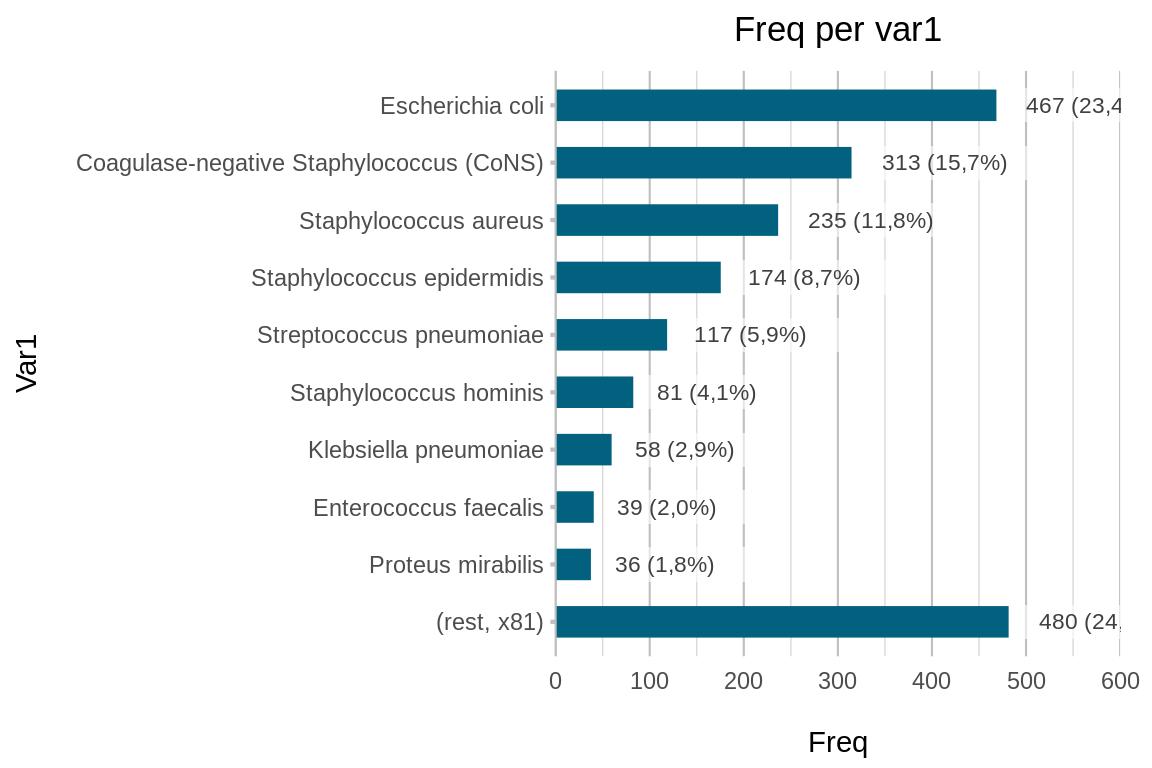 Freq per var1
Escherichia coli 467 (23,4
Coagulase-negative Staphylococcus (CoNS) 313 (15,7%)
Staphylococcus aureus 235 (11,8%)
Staphylococcus epidermidis 174 (8,7%)
Streptococcus pneumoniae 117 (5,9%)
Staphylococcus hominis 81 (4,1%)
Klebsiella pneumoniae 58 (2,9%)
Enterococcus faecalis 39 (2,0%)
Proteus mirabilis 36 (1,8%)
(rest, x81) 480 (24,
Var1
0 100 200 300 400 500 600
Freq